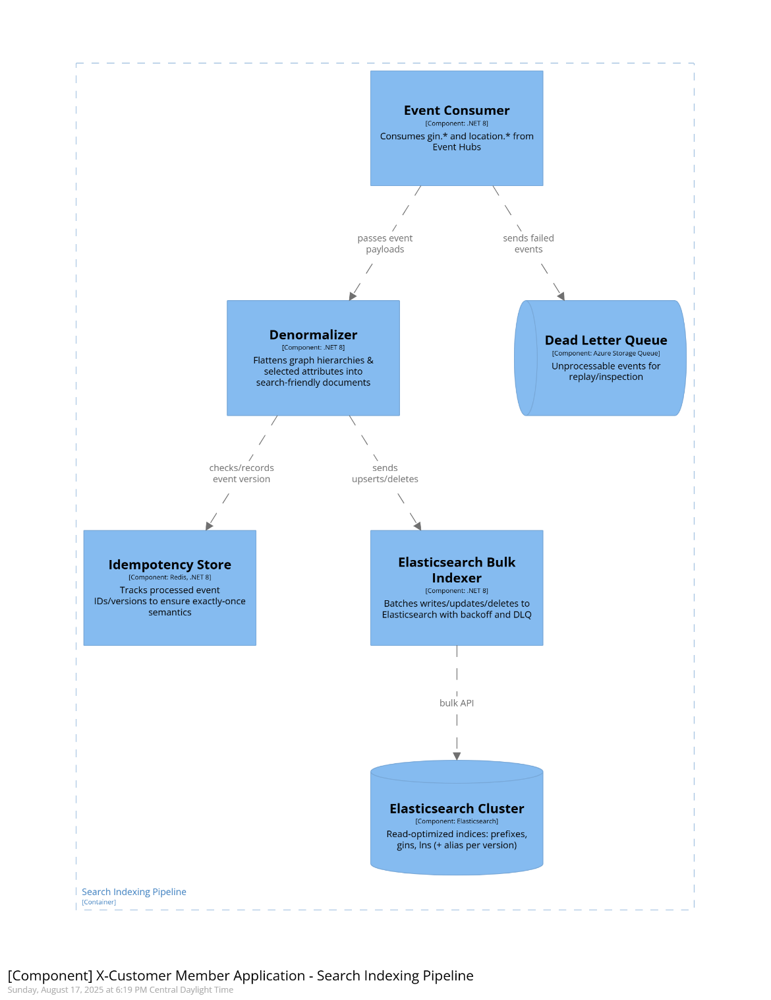 Event Consumer
[Component: .NET 8]
Consumes gin.* and location.* from
Event Hubs
passes event
payloads
sends failed
events
Denormalizer
[Component: .NET 8]
Flattens graph hierarchies &
selected attributes into
search-friendly documents
Dead Letter Queue
[Component: Azure Storage Queue]
Unprocessable events for
replay/inspection
checks/records
event version
sends
upserts/deletes
Idempotency Store
[Component: Redis, .NET 8]
Tracks processed event
IDs/versions to ensure exactly-once
semantics
Elasticsearch Bulk
Indexer
[Component: .NET 8]
Batches writes/updates/deletes to
Elasticsearch with backoff and DLQ
bulk API
Elasticsearch Cluster
[Component: Elasticsearch]
Read-optimized indices: prefixes,
gins, lns (+ alias per version)
Search Indexing Pipeline
[Container]
[Component] X-Customer Member Application - Search Indexing Pipeline
Sunday, August 17, 2025 at 6:19 PM Central Daylight Time